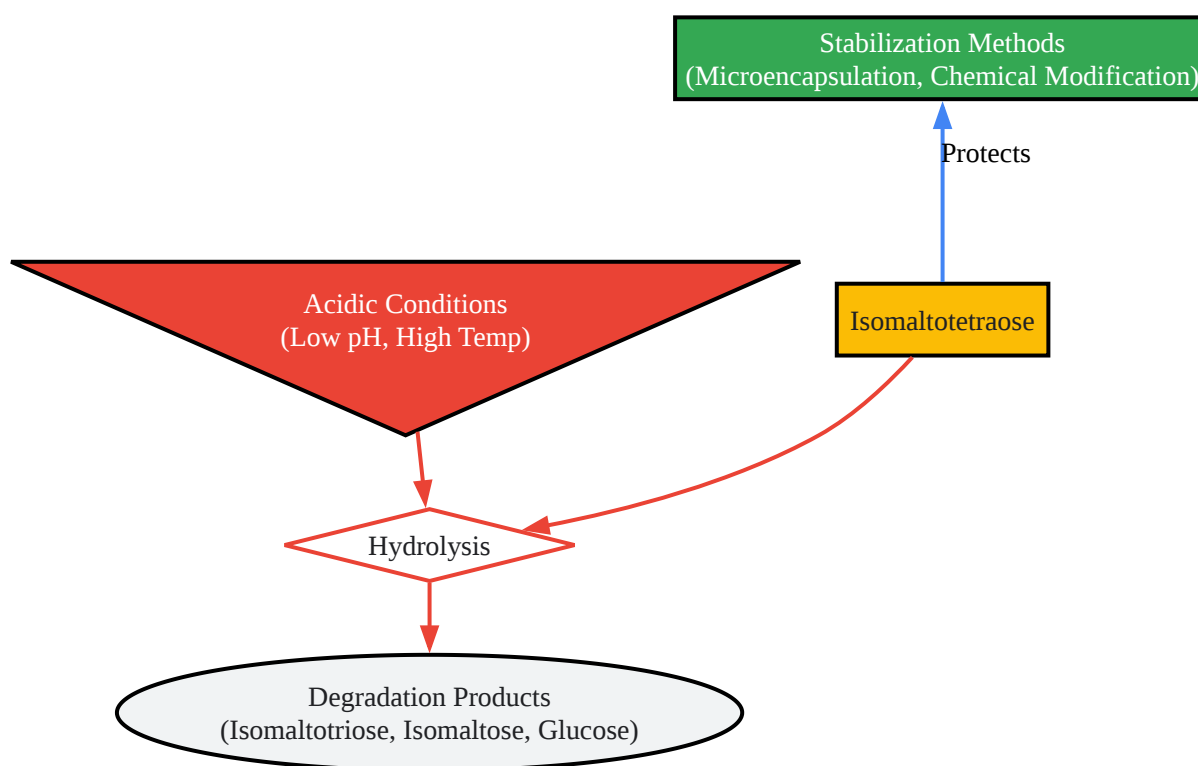 Stabilization Methods
(Microencapsulation, Chemical Modification)
Protects
Acidic Conditions
(Low pH, High Temp)
Isomaltotetraose
Hydrolysis
Degradation Products
(Isomaltotriose, Isomaltose, Glucose)